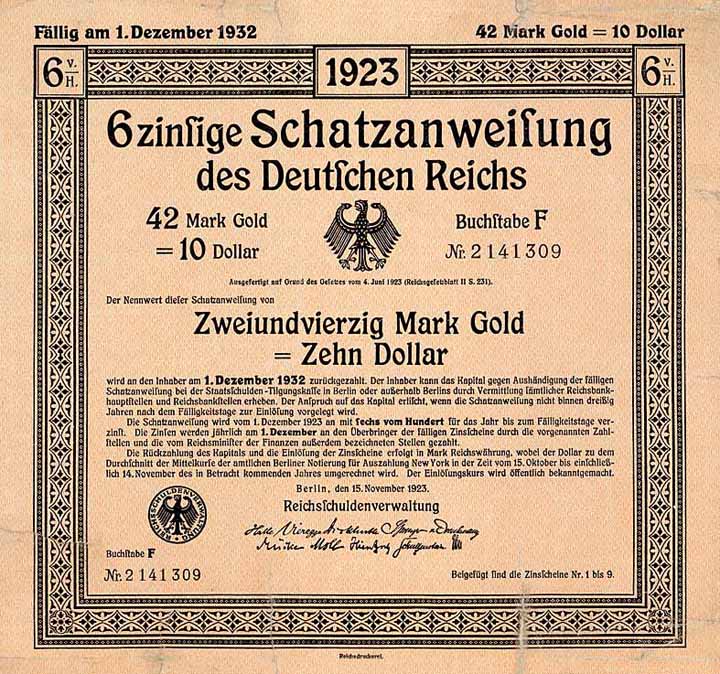 Fällig am 1. Dezember 1932
42 Mark Gold = 10 Dollar
6 v./H.
1923
6 v./H.
6zinſige Schatzanweiſung
des Deutſchen Reichs
42 Mark Gold
= 10 Dollar
Buchſtabe F
Nr. 2141309
Ausgefertigt auf Grund des Geſetzes vom 4. Juni 1923 (Reichsgeſetzblatt II S. 231).
Der Nennwert dieſer Schatzanweiſung von
Zweiundvierzig Mark Gold
= Zehn Dollar
wird an den Inhaber am 1. Dezember 1932 zurückgezahlt. Der Inhaber kann das Kapital gegen Aushändigung der fälligen
Schatzanweiſung bei der Staatsſchulden-Tilgungskaſſe in Berlin oder außerhalb Berlins durch Vermittlung ſämtlicher Reichsbank-
hauptſtellen und Reichsbankſtellen erheben. Der Anſpruch auf das Kapital erliſcht, wenn die Schatzanweiſung nicht binnen dreißig
Jahren nach dem Fälligkeitstage zur Einlöſung vorgelegt wird.
Die Schatzanweiſung wird vom 1. Dezember 1923 an mit ſechs vom Hundert für das Jahr bis zum Fälligkeitstage ver-
zinſt. Die Zinſen werden jährlich am 1. Dezember an den Überbringer der fälligen Zinsſcheine durch die vorgenannten Zahl-
ſtellen und die vom Reichsminiſter der Finanzen außerdem bezeichneten Stellen gezahlt.
Die Rückzahlung des Kapitals und die Einlöſung der Zinsſcheine erfolgt in Mark Reichswährung, wobei der Dollar zu dem
Durchſchnitt der Mittelkurſe der amtlichen Berliner Notierung für Auszahlung New York in der Zeit vom 15. Oktober bis einſchließ-
lich 14. November des in Betracht kommenden Jahres umgerechnet wird. Der Einlöſungskurs wird öffentlich bekanntgemacht.
Berlin, den 15. November 1923.
Reichsſchuldenverwaltung
REICHSSCHULDENVERWALTUNG
Buchſtabe F
Nr. 2141309
Beigefügt ſind die Zinsſcheine Nr. 1 bis 9.
Reichsdruckerei.